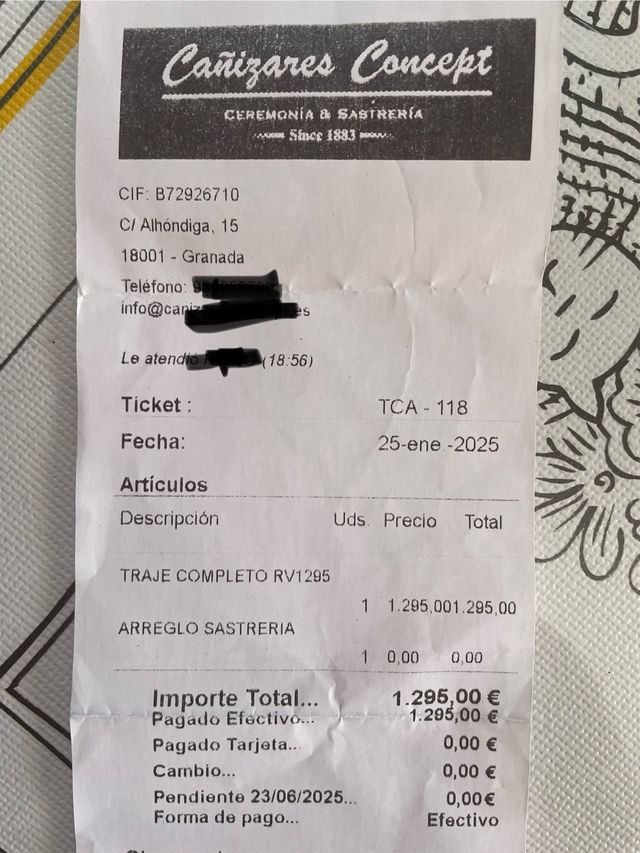 Cañizares Concept
CEREMONIA & SASTRERÍA
Since 1883
CIF: B72926710
C/ Alhóndiga, 15
18001 - Granada
Teléfono:
info@cañiz es
Le atendió (18:56)
Ticket : TCA - 118
Fecha: 25-ene -2025
Artículos
Descripción Uds. Precio Total
TRAJE COMPLETO RV1295
1 1.295,001.295,00
ARREGLO SASTRERIA
1 0,00 0,00
Importe Total... 1.295,00 €
Pagado Efectivo... 1.295,00 €
Pagado Tarjeta... 0,00 €
Cambio... 0,00 €
Pendiente 23/06/2025... 0,00€
Forma de pago... Efectivo